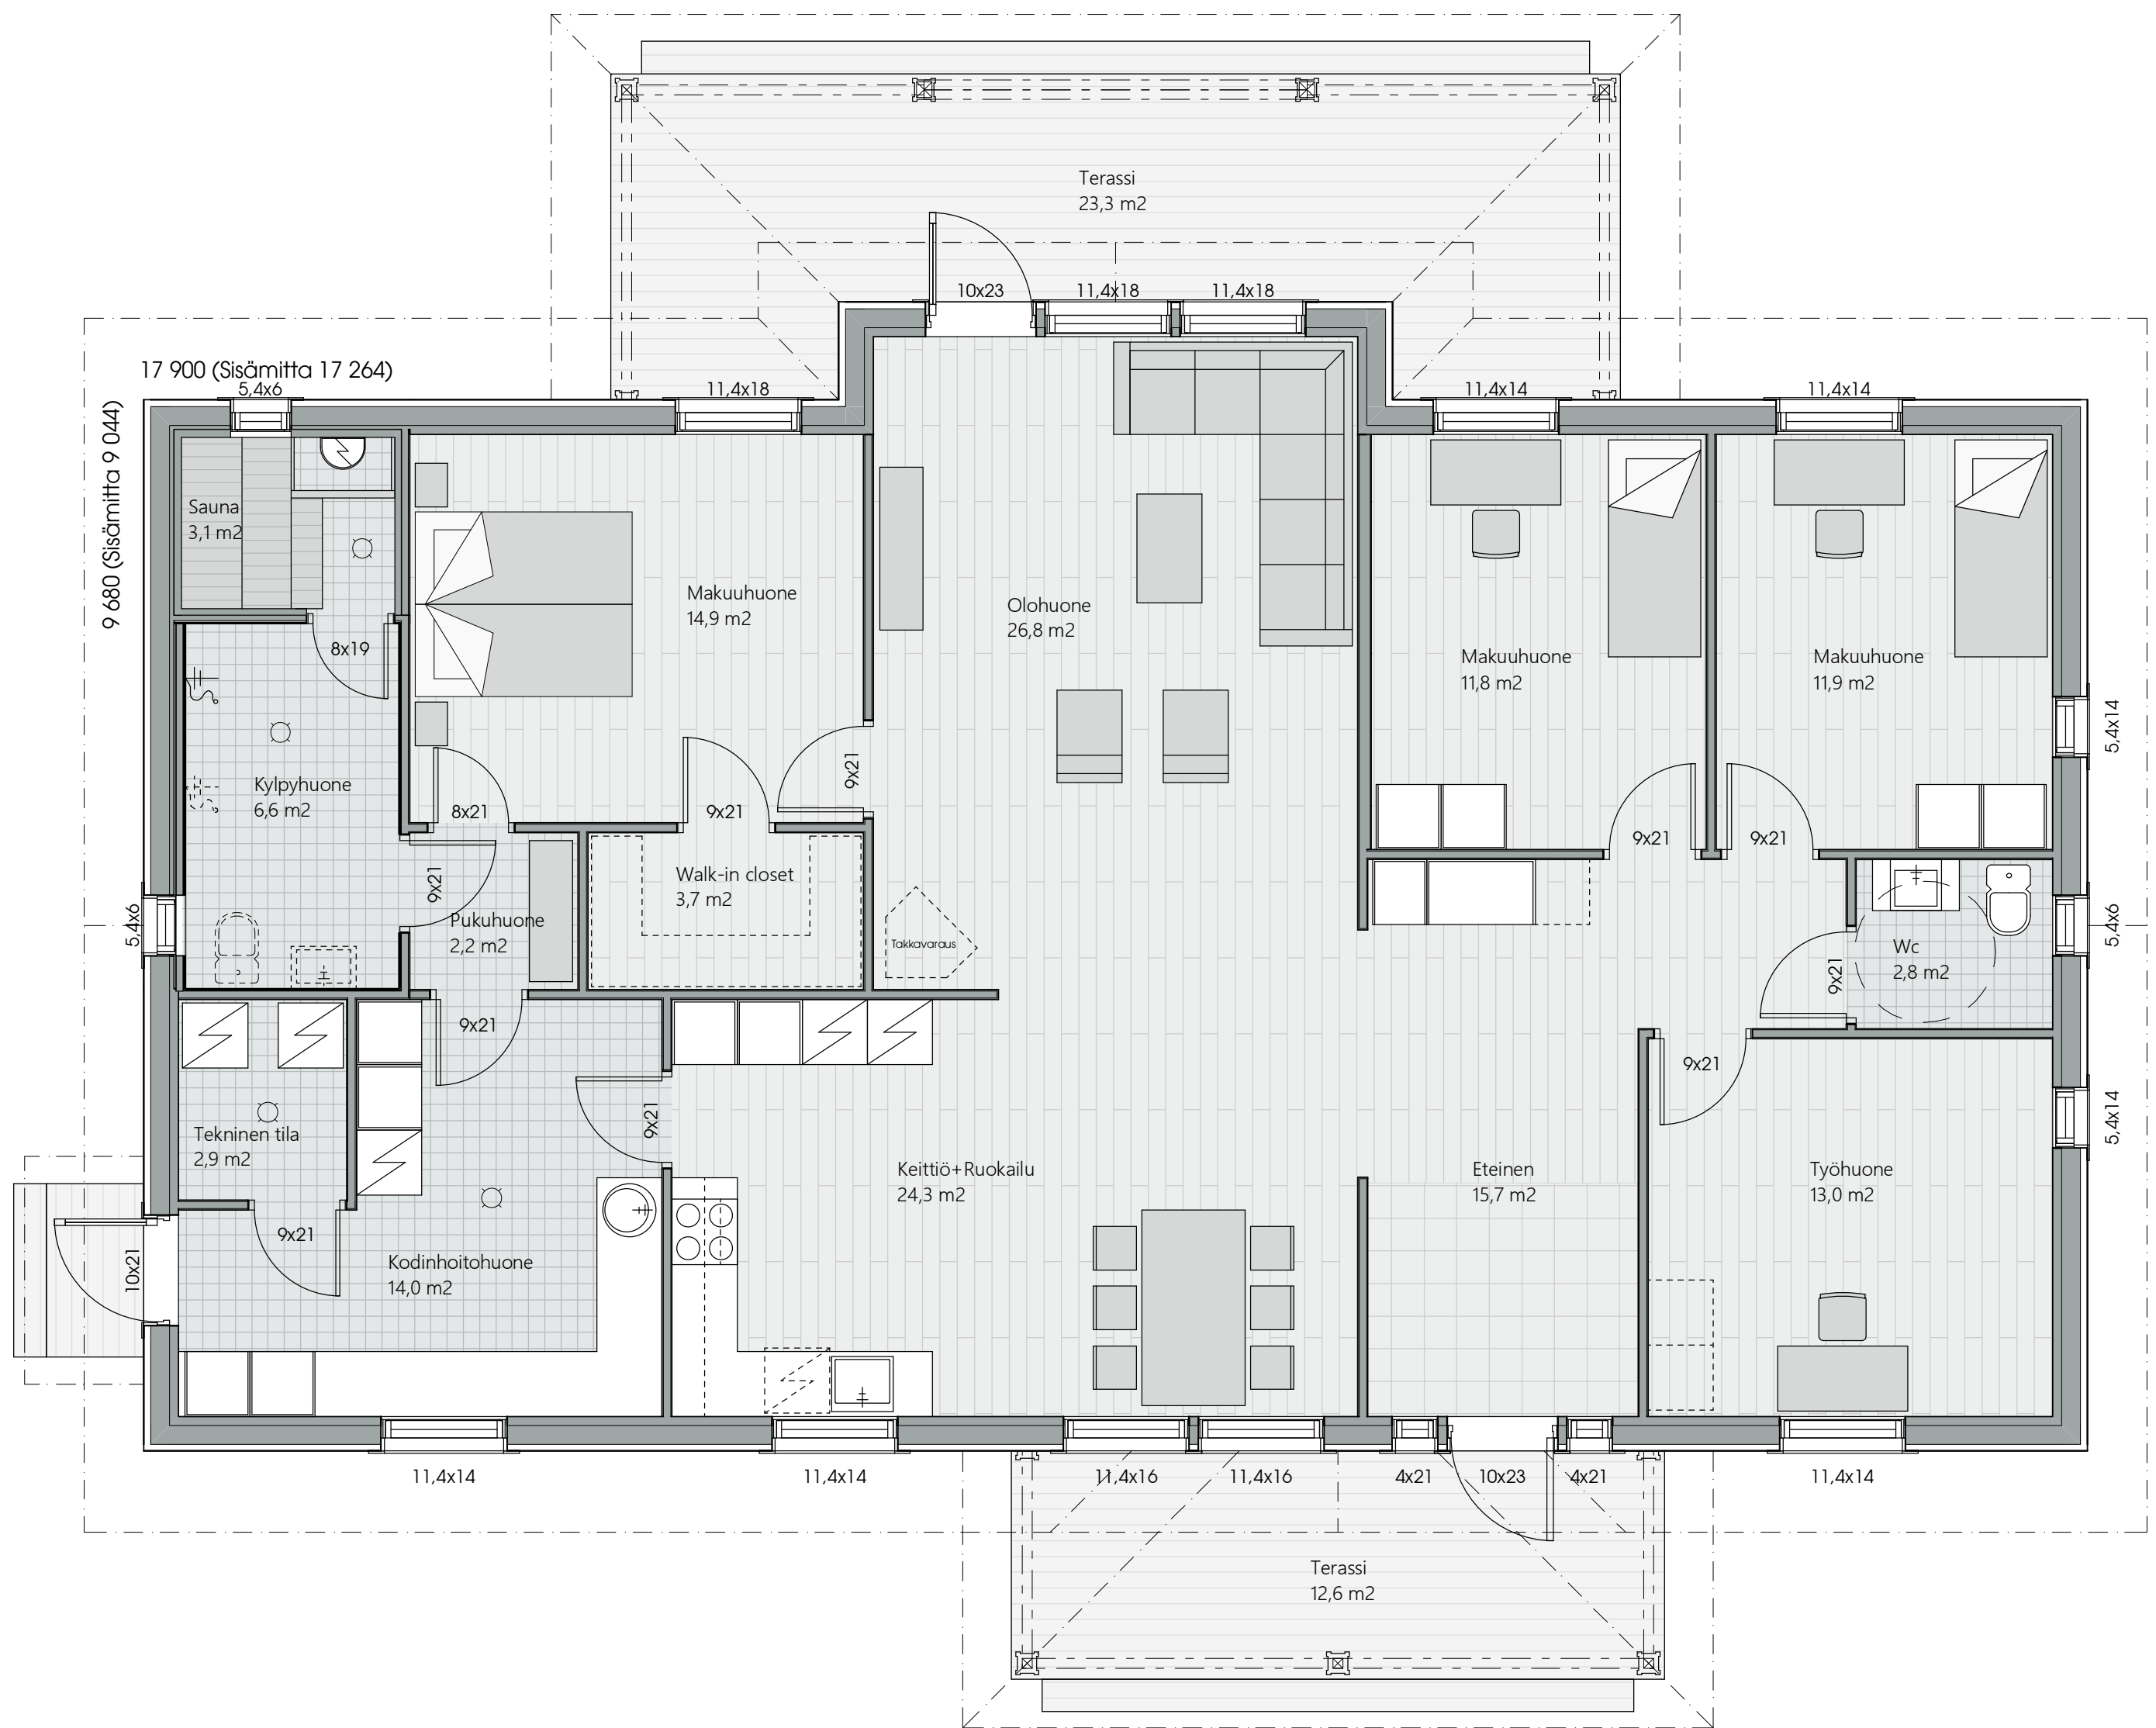 Terassi
23,3 m2
10x23
11,4x18
11,4x18
17 900 (Sisämitta 17 264)
9 680 (Sisämitta 9 044)
5,4x6
11,4x18
11,4x14
11,4x14
Sauna
3,1 m2
8x19
Makuuhuone
14,9 m2
Olohuone
26,8 m2
Makuuhuone
11,8 m2
Makuuhuone
11,9 m2
5,4x14
Kylpyhuone
6,6 m2
8x21
9x21
9x21
9x21
9x21
9x21
Walk-in closet
3,7 m2
Pukuhuone
2,2 m2
Takkavaraus
5,4x6
Wc
2,8 m2
9x21
5,4x6
9x21
9x21
9x21
5,4x14
Tekninen tila
2,9 m2
Keittiö+Ruokailu
24,3 m2
Eteinen
15,7 m2
Työhuone
13,0 m2
9x21
10x21
Kodinhoitohuone
14,0 m2
11,4x14
11,4x14
11,4x16
11,4x16
4x21
10x23
4x21
11,4x14
Terassi
12,6 m2